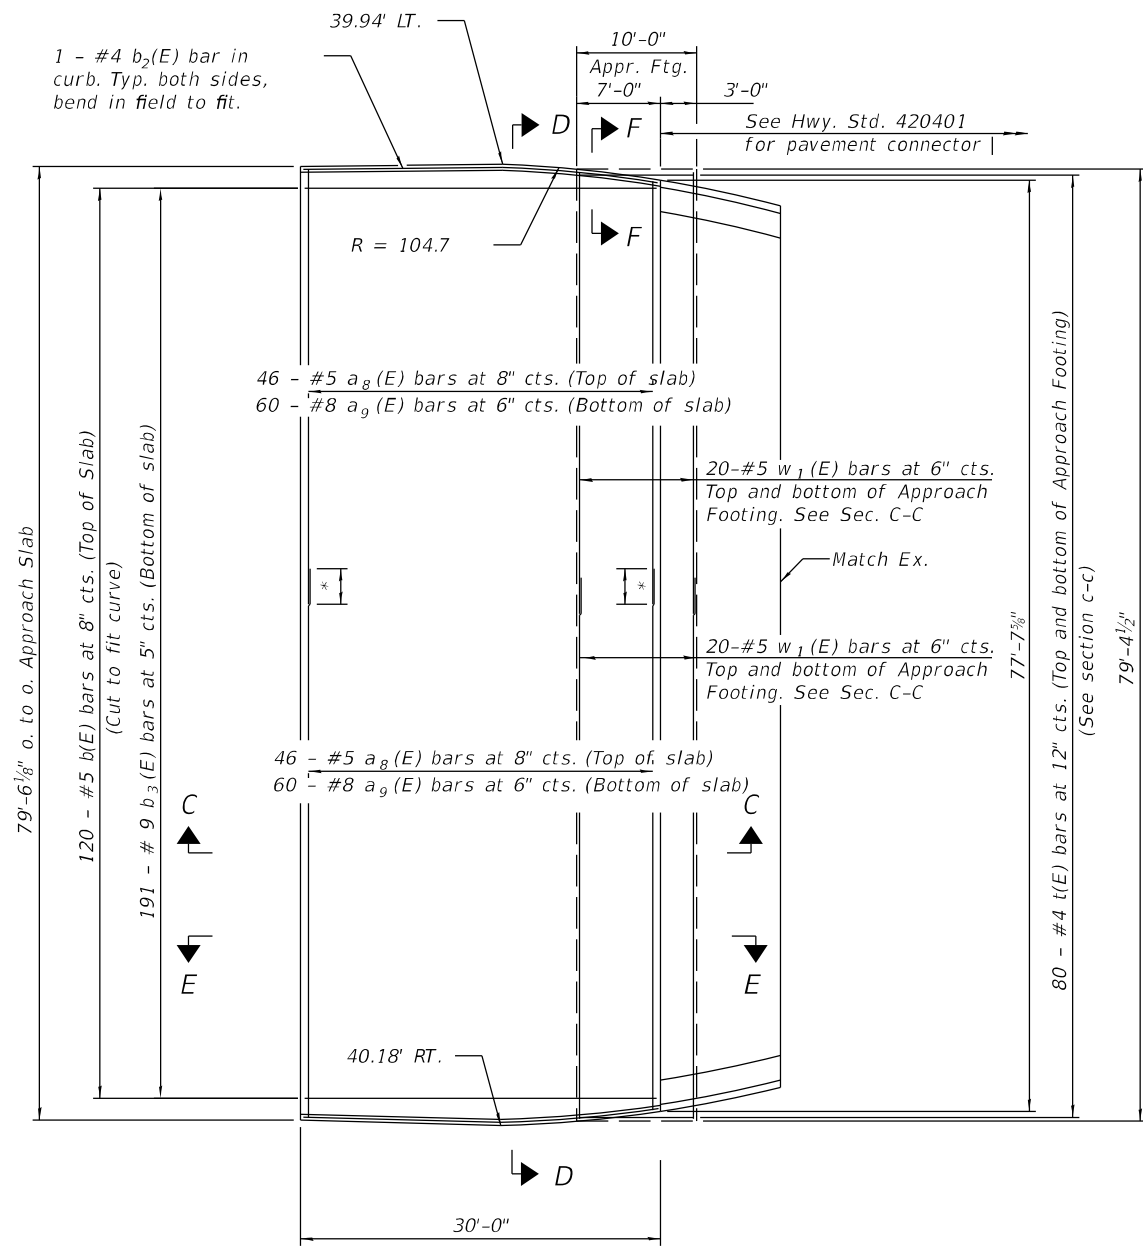 39.94' LT.
1 - #4 b2(E) bar in
curb. Typ. both sides,
bend in field to fit.
10'-0"
Appr. Ftg.
7'-0"
3'-0"
D
F
See Hwy. Std. 420401
for pavement connector
F
R = 104.7
46 - #5 a8(E) bars at 8" cts. (Top of slab)
60 - #8 a9(E) bars at 6" cts. (Bottom of slab)
20-#5 w1(E) bars at 6" cts.
Top and bottom of Approach
Footing. See Sec. C-C
Match Ex.
*
*
20-#5 w1(E) bars at 6" cts.
Top and bottom of Approach
Footing. See Sec. C-C
46 - #5 a8(E) bars at 8" cts. (Top of slab)
60 - #8 a9(E) bars at 6" cts. (Bottom of slab)
79'-6⅛" o. to o. Approach Slab
120 - #5 b(E) bars at 8" cts. (Top of Slab)
(Cut to fit curve)
191 - # 9 b3(E) bars at 5" cts. (Bottom of slab)
77'-7⅝"
80 - #4 t(E) bars at 12" cts. (Top and bottom of Approach Footing)
(See section c-c)
79'-4½"
C
C
E
E
40.18' RT.
D
30'-0"